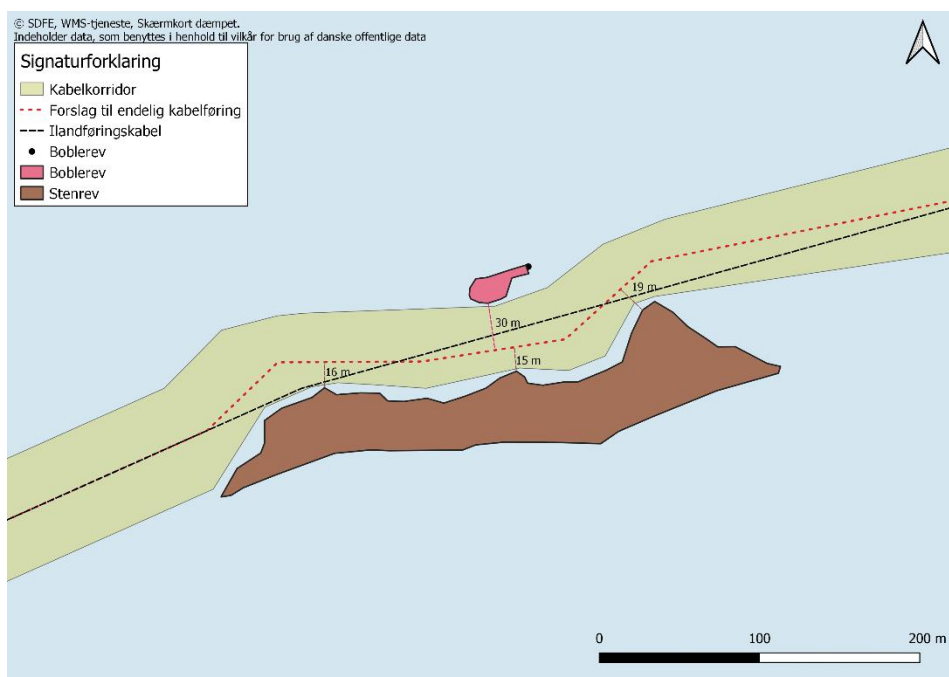 © SDFE, WMS-tjeneste, Skærmkort dæmpet.
Indeholder data, som benyttes i henhold til vilkår for brug af danske offentlige data
Signaturforklaring
Kabelkorridor
Forslag til endelig kabelføring
Ilandføringskabel
Boblerev
Boblerev
Stenrev
19 m
30 m
15 m
16 m
0
100
200 m